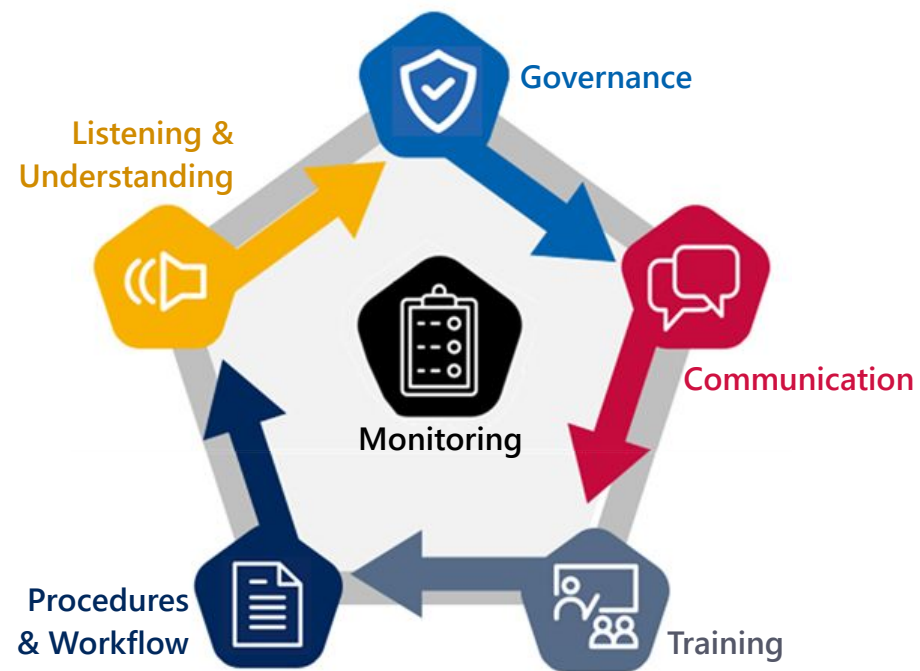 Governance
Listening &
Understanding
Communication
Monitoring
Procedures
& Workflow
Training